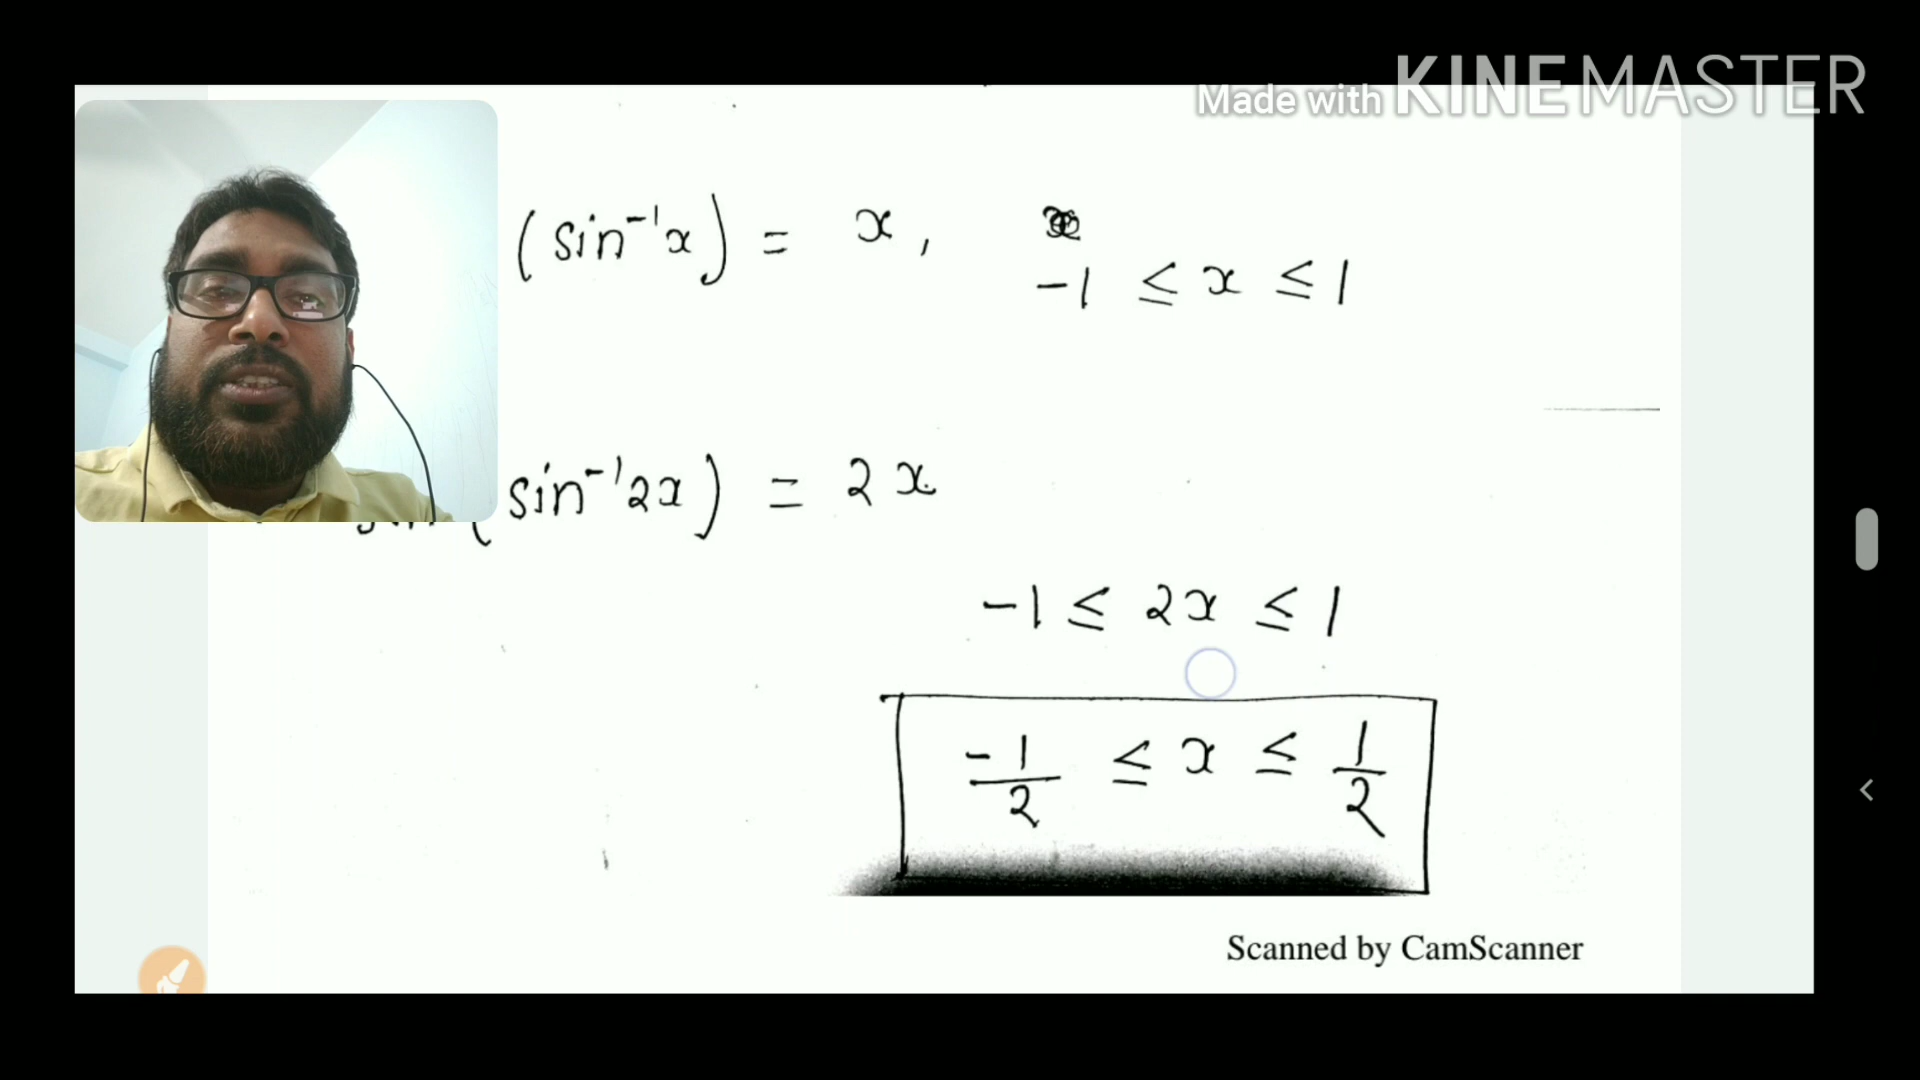 Made with KINEMASTER
(sin⁻¹x) = x,
-1 ≤ x ≤ 1
(sin⁻¹2x) = 2x
-1 ≤ 2x ≤ 1
-1/2 ≤ x ≤ 1/2
Scanned by CamScanner